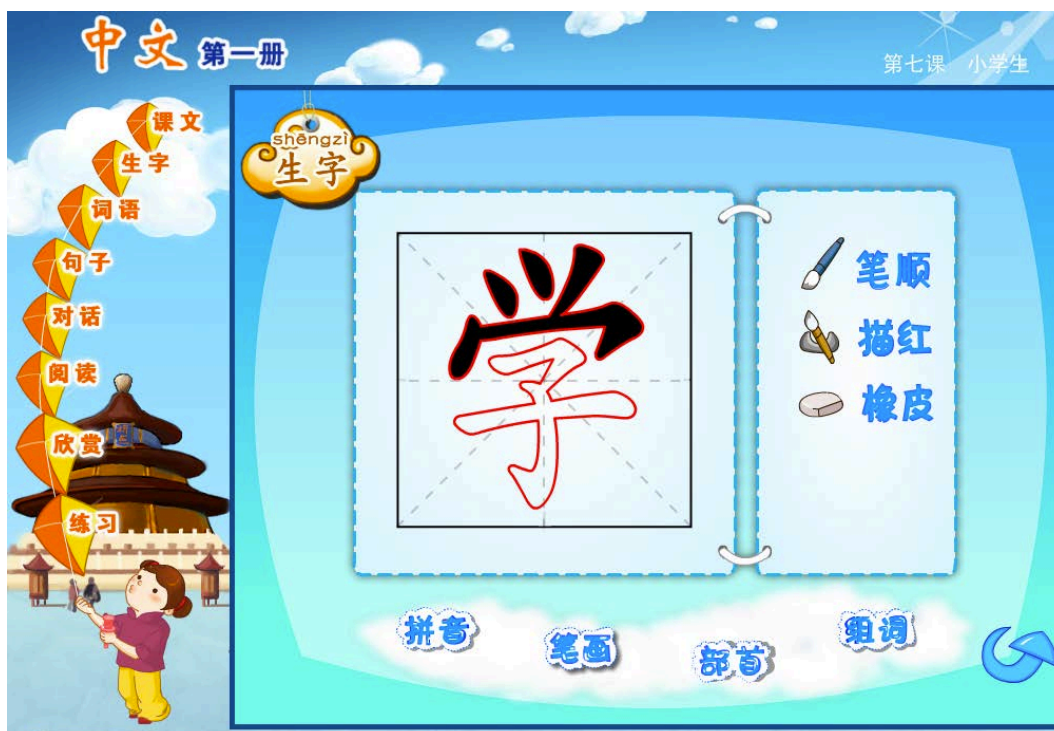 中文 第一册
第七课 小学生
课文
生字
词语
句子
对话
阅读
欣赏
练习
shēngzì
生字
学
笔顺
描红
橡皮
拼音
笔画
部首
组词